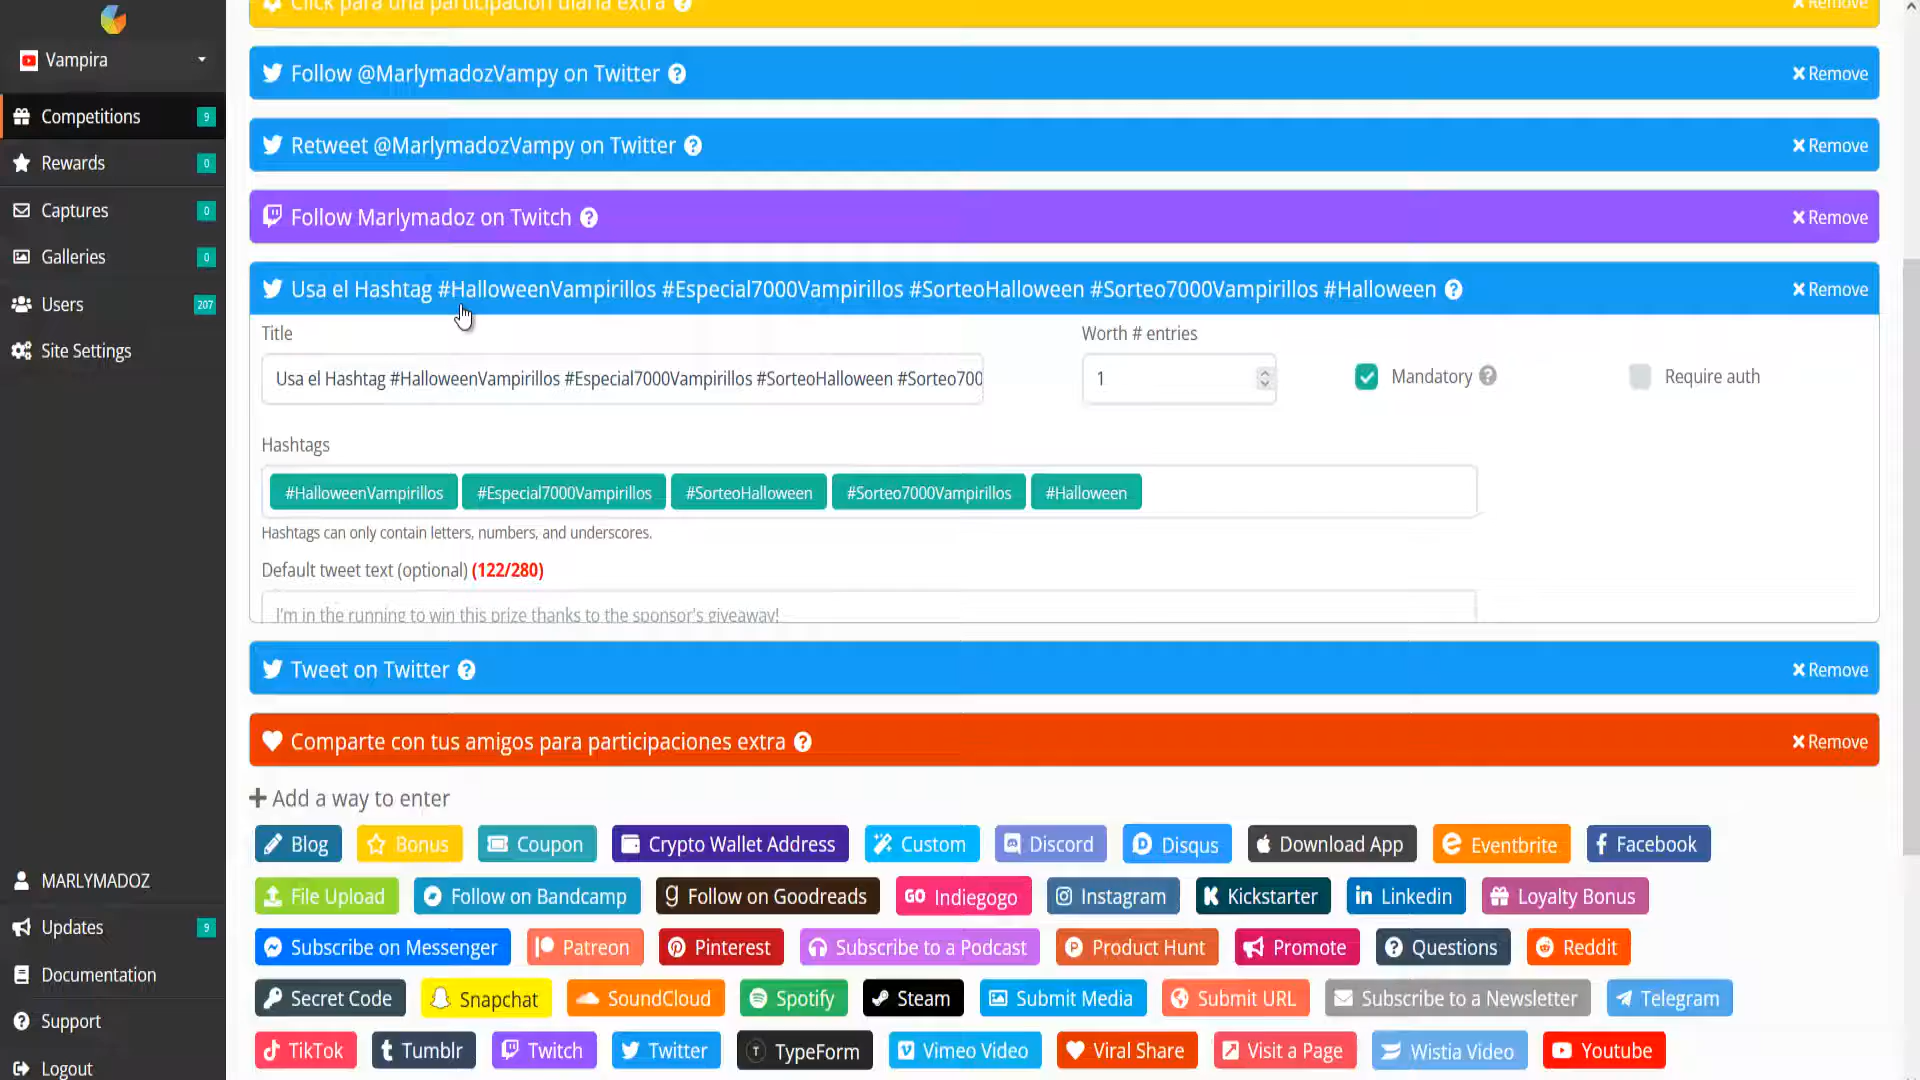 Click para una participación diaria extra
Remove
Vampira
Follow @MarlymadozVampy on Twitter
Remove
Competitions 9
Retweet @MarlymadozVampy on Twitter
Remove
Rewards 0
Captures 0
Follow Marlymadoz on Twitch
Remove
Galleries 0
Usa el Hashtag #HalloweenVampirillos #Especial7000Vampirillos #SorteoHalloween #Sorteo7000Vampirillos #Halloween
Remove
Users 207
Site Settings
Title
Worth # entries
Usa el Hashtag #HalloweenVampirillos #Especial7000Vampirillos #SorteoHalloween #Sorteo700
1
Mandatory
Require auth
Hashtags
#HalloweenVampirillos #Especial7000Vampirillos #SorteoHalloween #Sorteo7000Vampirillos #Halloween
Hashtags can only contain letters, numbers, and underscores.
Default tweet text (optional) (122/280)
I'm in the running to win this prize thanks to the sponsor's giveaway!
Tweet on Twitter
Remove
Comparte con tus amigos para participaciones extra
Remove
Add a way to enter
Blog Bonus Coupon Crypto Wallet Address Custom Discord Disqus Download App Eventbrite Facebook
File Upload Follow on Bandcamp Follow on Goodreads GO Indiegogo Instagram Kickstarter Linkedin Loyalty Bonus
Subscribe on Messenger Patreon Pinterest Subscribe to a Podcast Product Hunt Promote Questions Reddit
Secret Code Snapchat SoundCloud Spotify Steam Submit Media Submit URL Subscribe to a Newsletter Telegram
TikTok Tumblr Twitch Twitter TypeForm Vimeo Video Viral Share Visit a Page Wistia Video Youtube
MARLYMADOZ
Updates 9
Documentation
Support
Logout